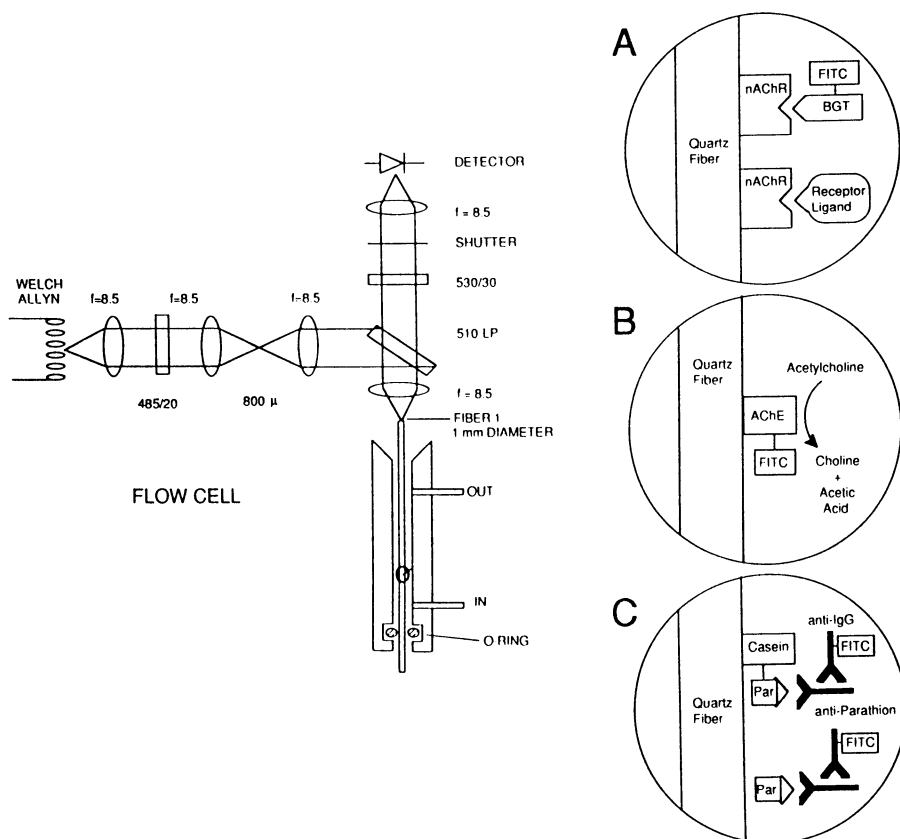 DETECTOR
f = 8.5
SHUTTER
WELCH
ALLYN
f=8.5
f=8.5
f=8.5
530/30
510 LP
485/20
800 µ
f = 8.5
FIBER 1
1 mm DIAMETER
FLOW CELL
OUT
IN
O RING
A
Quartz
Fiber
nAChR
FITC
BGT
nAChR
Receptor
Ligand
B
Quartz
Fiber
Acetylcholine
AChE
FITC
Choline
+
Acetic
Acid
C
Quartz
Fiber
anti-IgG
Casein
FITC
Par
anti-Parathion
FITC
Par